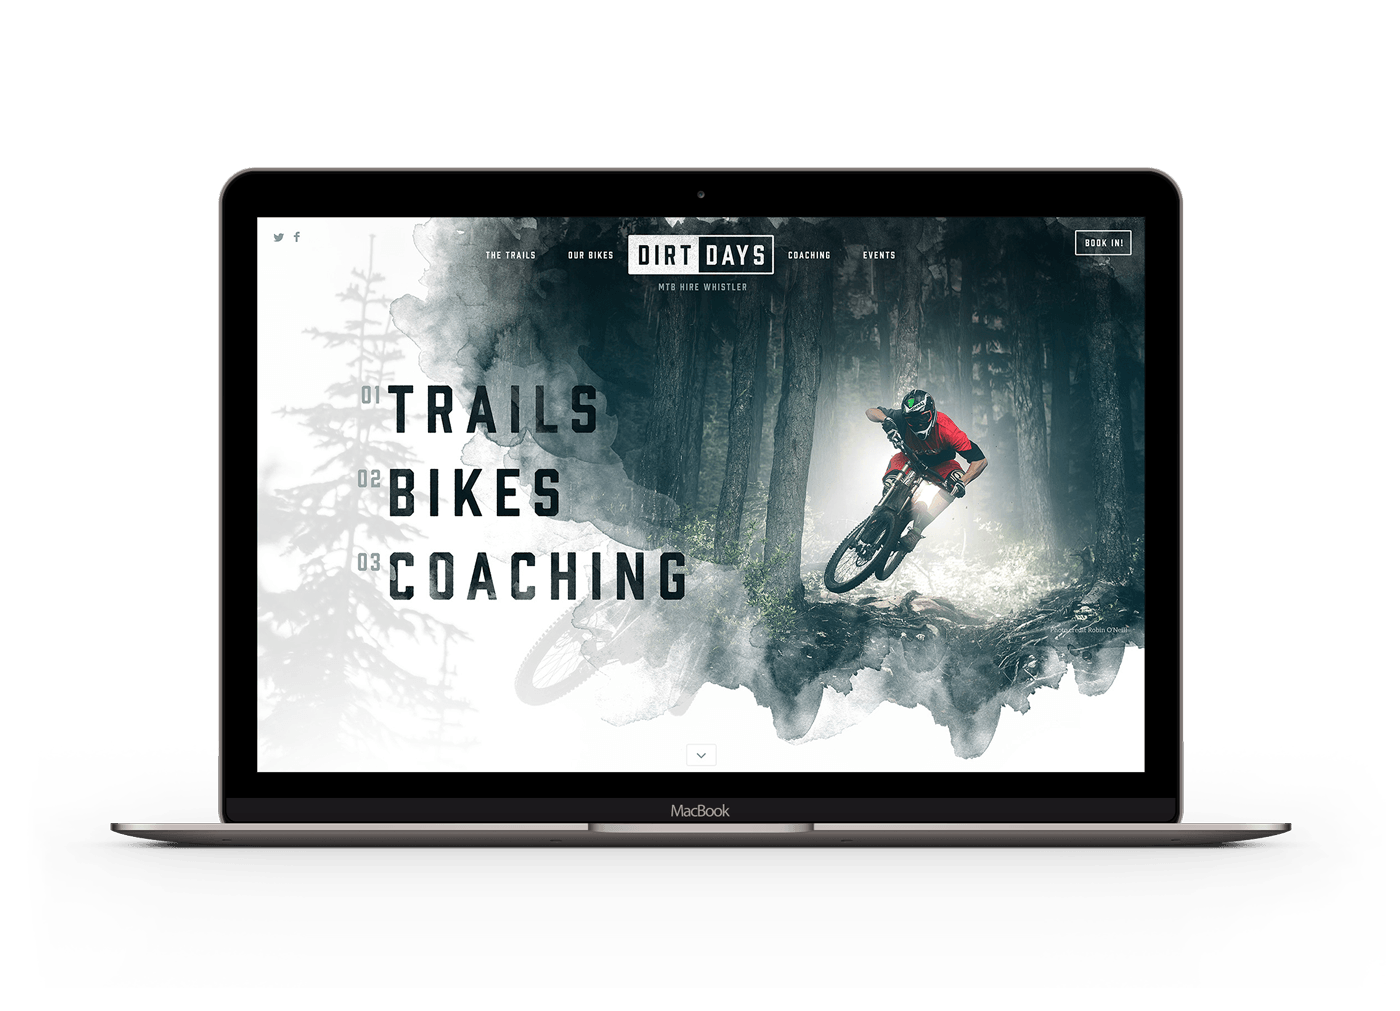 THE TRAILS
OUR BIKES
DIRT DAYS
COACHING
EVENTS
BOOK IN!
MTB HIRE WHISTLER
01 TRAILS
02 BIKES
03 COACHING
Photo credit Robin O'Neill
MacBook